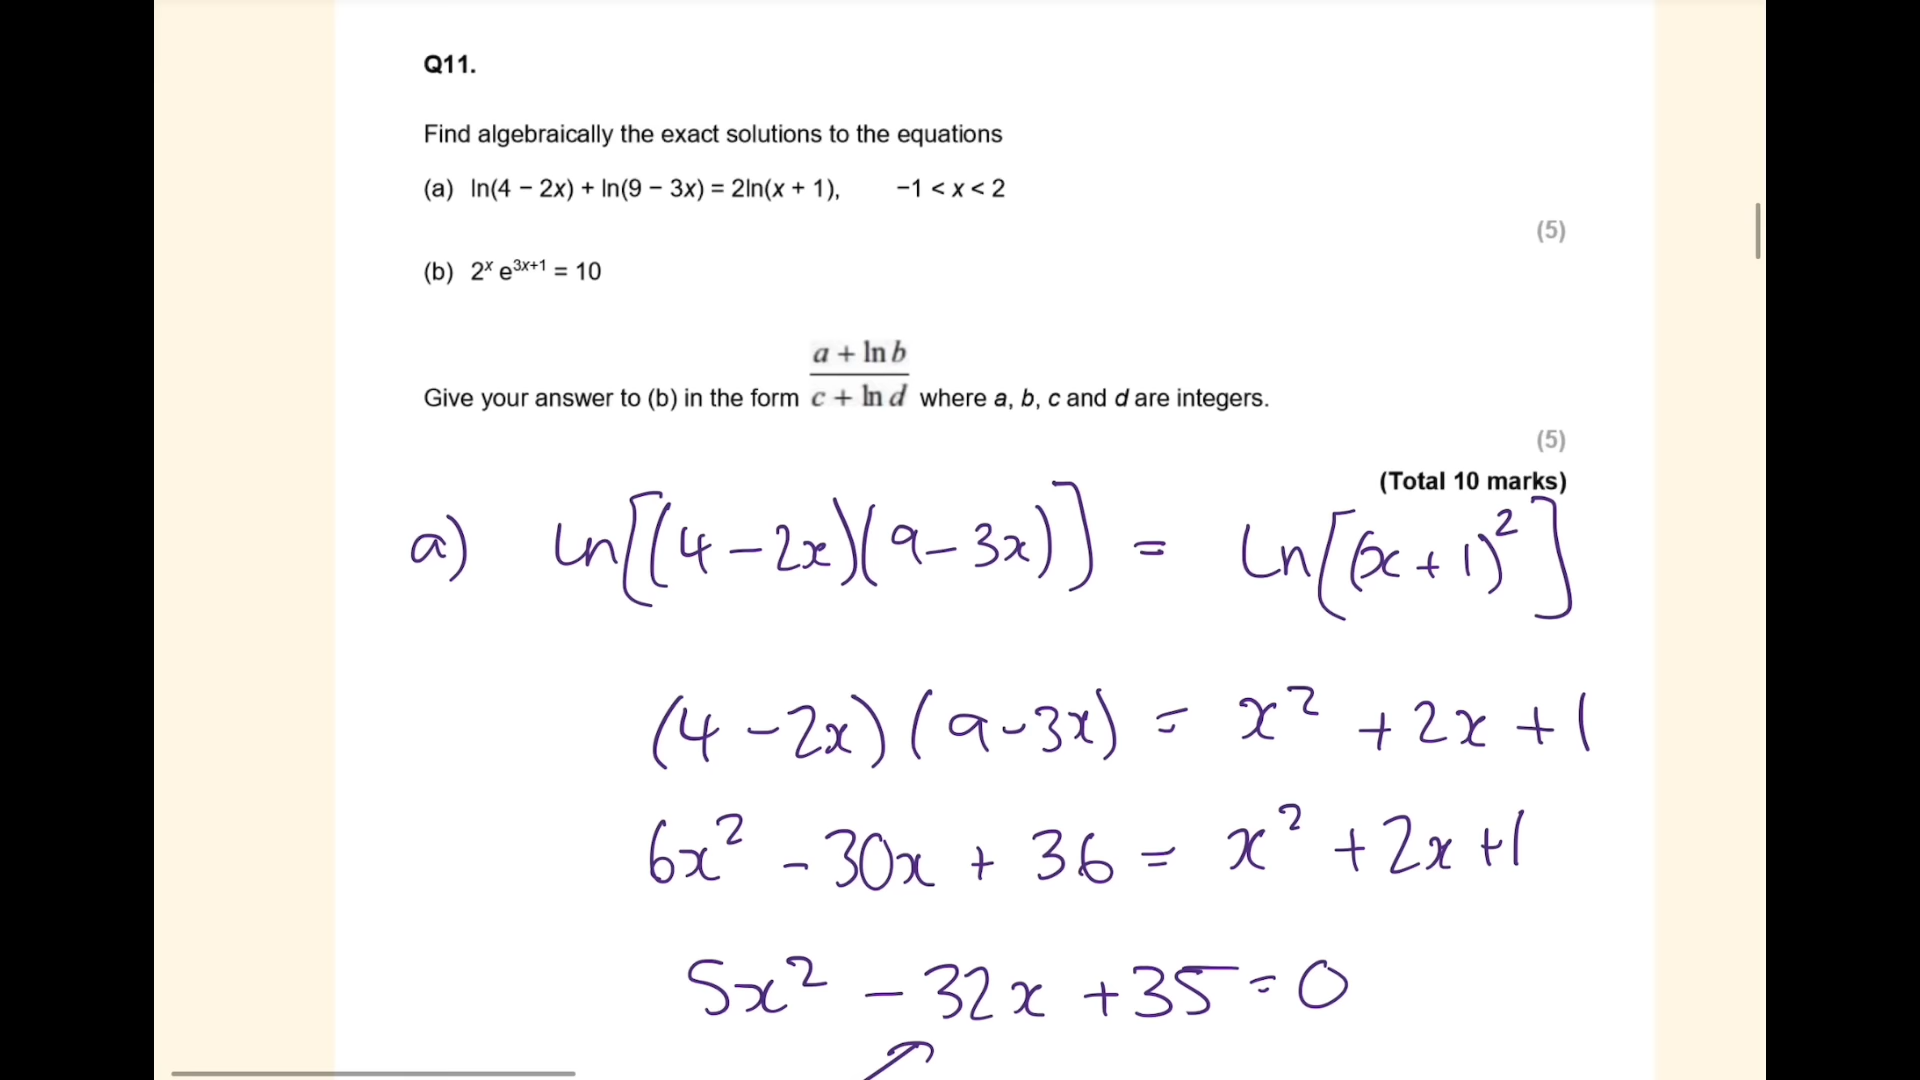 Q11.
Find algebraically the exact solutions to the equations
(a) ln(4 − 2x) + ln(9 − 3x) = 2ln(x + 1), −1 < x < 2
(5)
(b) 2ˣ e³ˣ⁺¹ = 10
Give your answer to (b) in the form (a + ln b)/(c + ln d) where a, b, c and d are integers.
(5)
(Total 10 marks)
a) ln[(4 − 2x)(9 − 3x)] = ln[(x + 1)²]
(4 − 2x)(9 − 3x) = x² + 2x + 1
6x² − 30x + 36 = x² + 2x + 1
5x² − 32x + 35 = 0